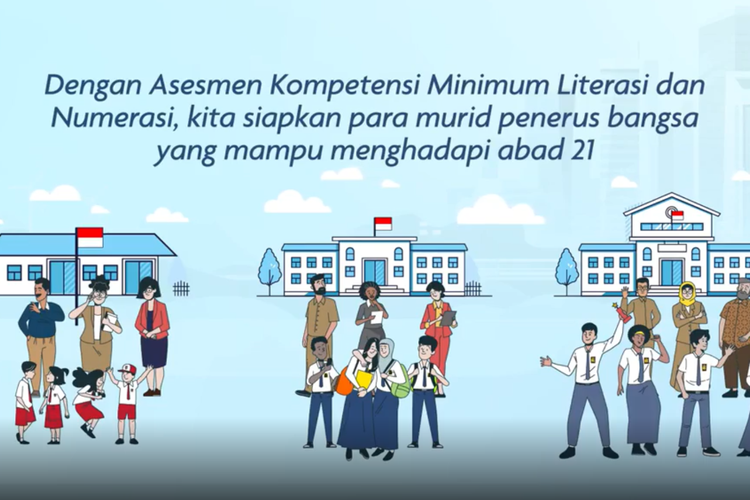 Dengan Asesmen Kompetensi Minimum Literasi dan
Numerasi, kita siapkan para murid penerus bangsa
yang mampu menghadapi abad 21